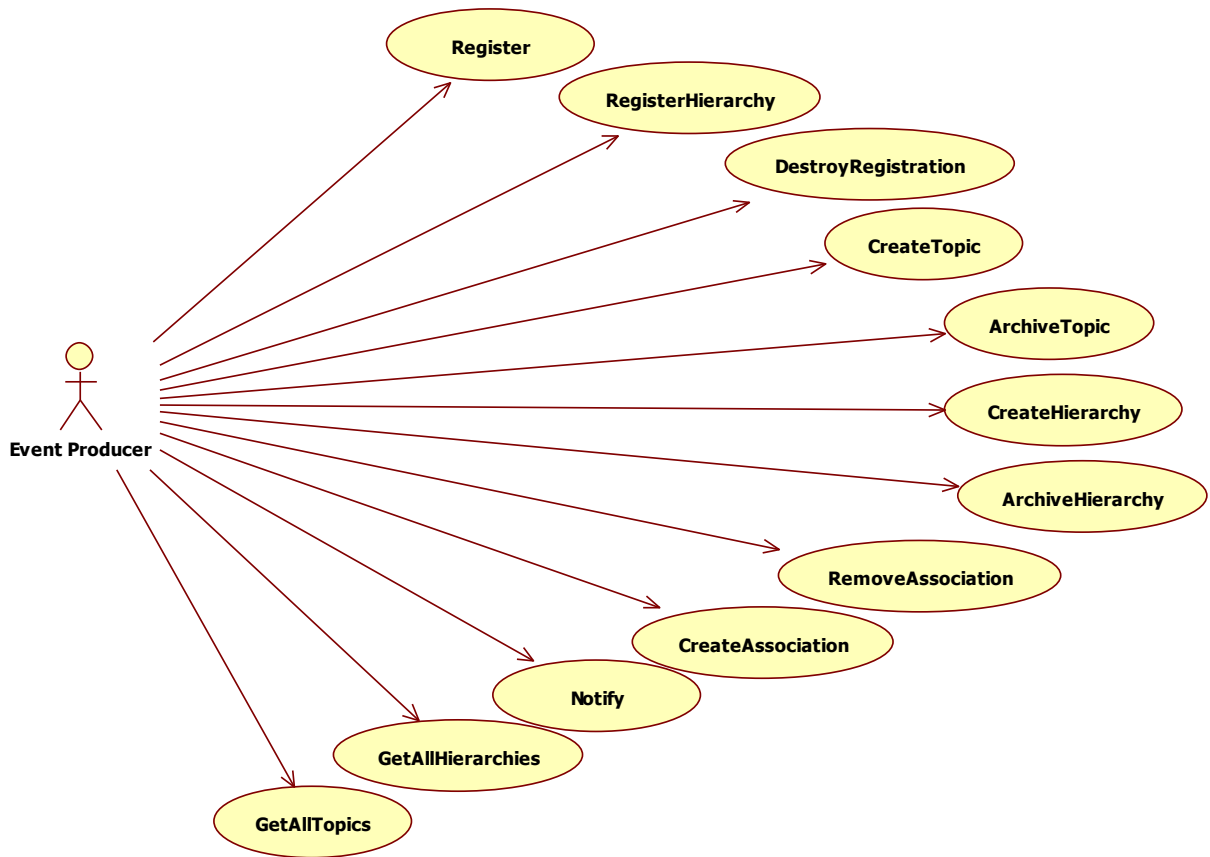 Register
RegisterHierarchy
DestroyRegistration
CreateTopic
ArchiveTopic
CreateHierarchy
Event Producer
ArchiveHierarchy
RemoveAssociation
CreateAssociation
Notify
GetAllHierarchies
GetAllTopics